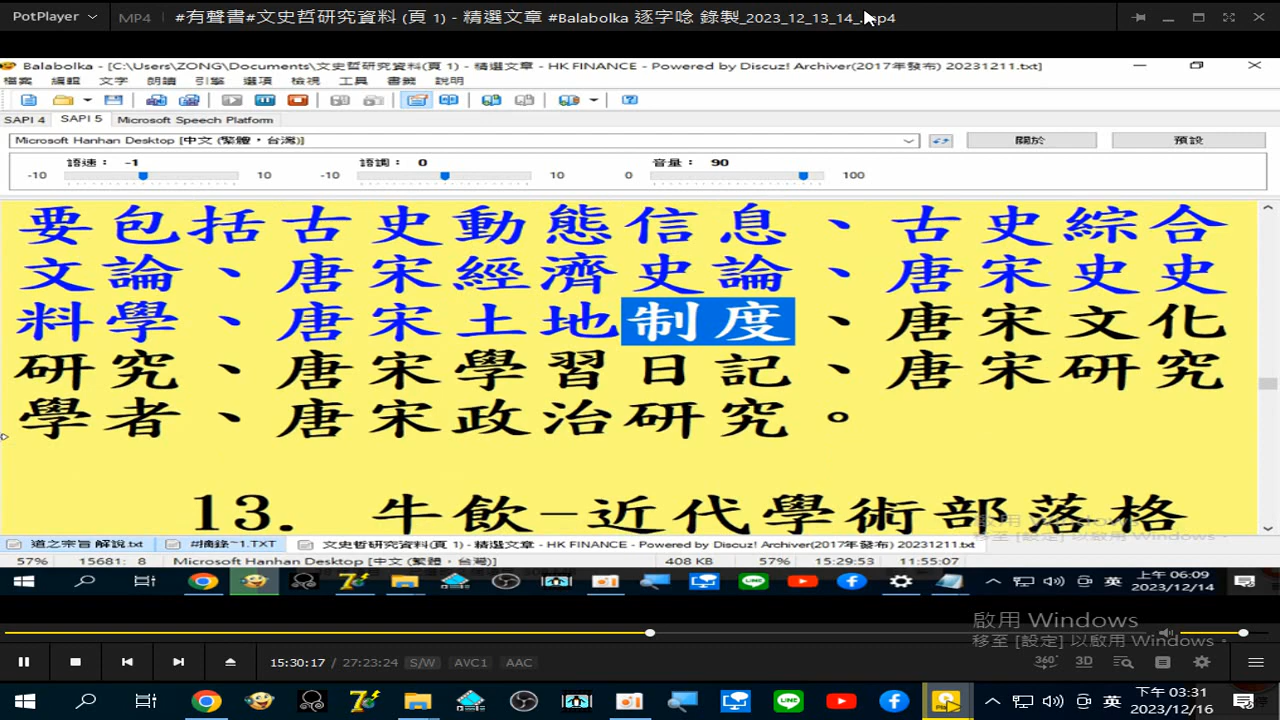 PotPlayer MP4 #有聲書#文史哲研究資料 (頁 1) - 精選文章 #Balabolka 逐字唸 錄製_2023_12_13_14_.mp4
Balabolka - [C:\Users\ZONG\Documents\文史哲研究資料(頁 1) - 精選文章 - HK FINANCE - Powered by Discuz! Archiver(2017年發布) 20231211.txt]
檔案 編輯 文字 朗讀 引擎 選項 檢視 工具 書籤 說明
SAPI 4 SAPI 5 Microsoft Speech Platform
Microsoft Hanhan Desktop [中文 (繁體，台灣)] 關於 預設
語速： -1 語調： 0 音量： 90
-10 10 -10 10 0 100
要包括古史動態信息、古史綜合
文論、唐宋經濟史論、唐宋史史
料學、唐宋土地制度、唐宋文化
研究、唐宋學習日記、唐宋研究
學者、唐宋政治研究。
13. 牛飲－近代學術部落格
啟用 Windows
移至 [設定] 以啟用 Windows。
道之宗旨 解說.txt #摘錄~1.TXT 文史哲研究資料(頁 1) - 精選文章 - HK FINANCE - Powered by Discuz! Archiver(2017年發布) 20231211.txt
57% 15681: 8 Microsoft Hanhan Desktop [中文 (繁體，台灣)] 408 KB 57% 15:29:53 11:55:07
英 上午 06:09
2023/12/14
啟用 Windows
移至 [設定] 以啟用 Windows。
15:30:17 / 27:23:24 S/W AVC1 AAC 360° 3D
英 下午 03:31
2023/12/16